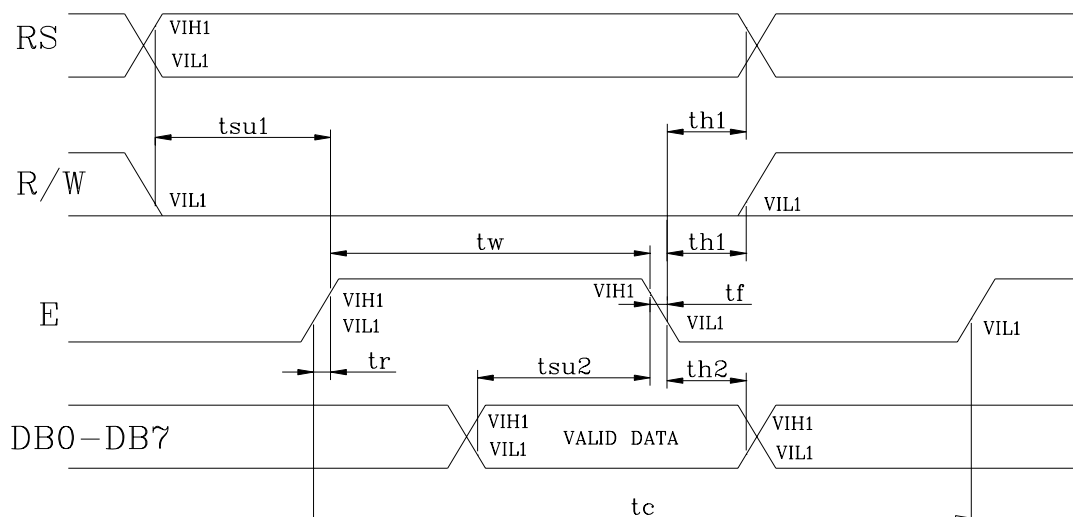 RS
VIH1
VIL1
tsu1
th1
R/W
VIL1
VIL1
tw
th1
E
VIH1
VIL1
VIH1
tf
VIL1
VIL1
tr
tsu2
th2
DB0-DB7
VIH1
VIL1
VALID DATA
VIH1
VIL1
tc